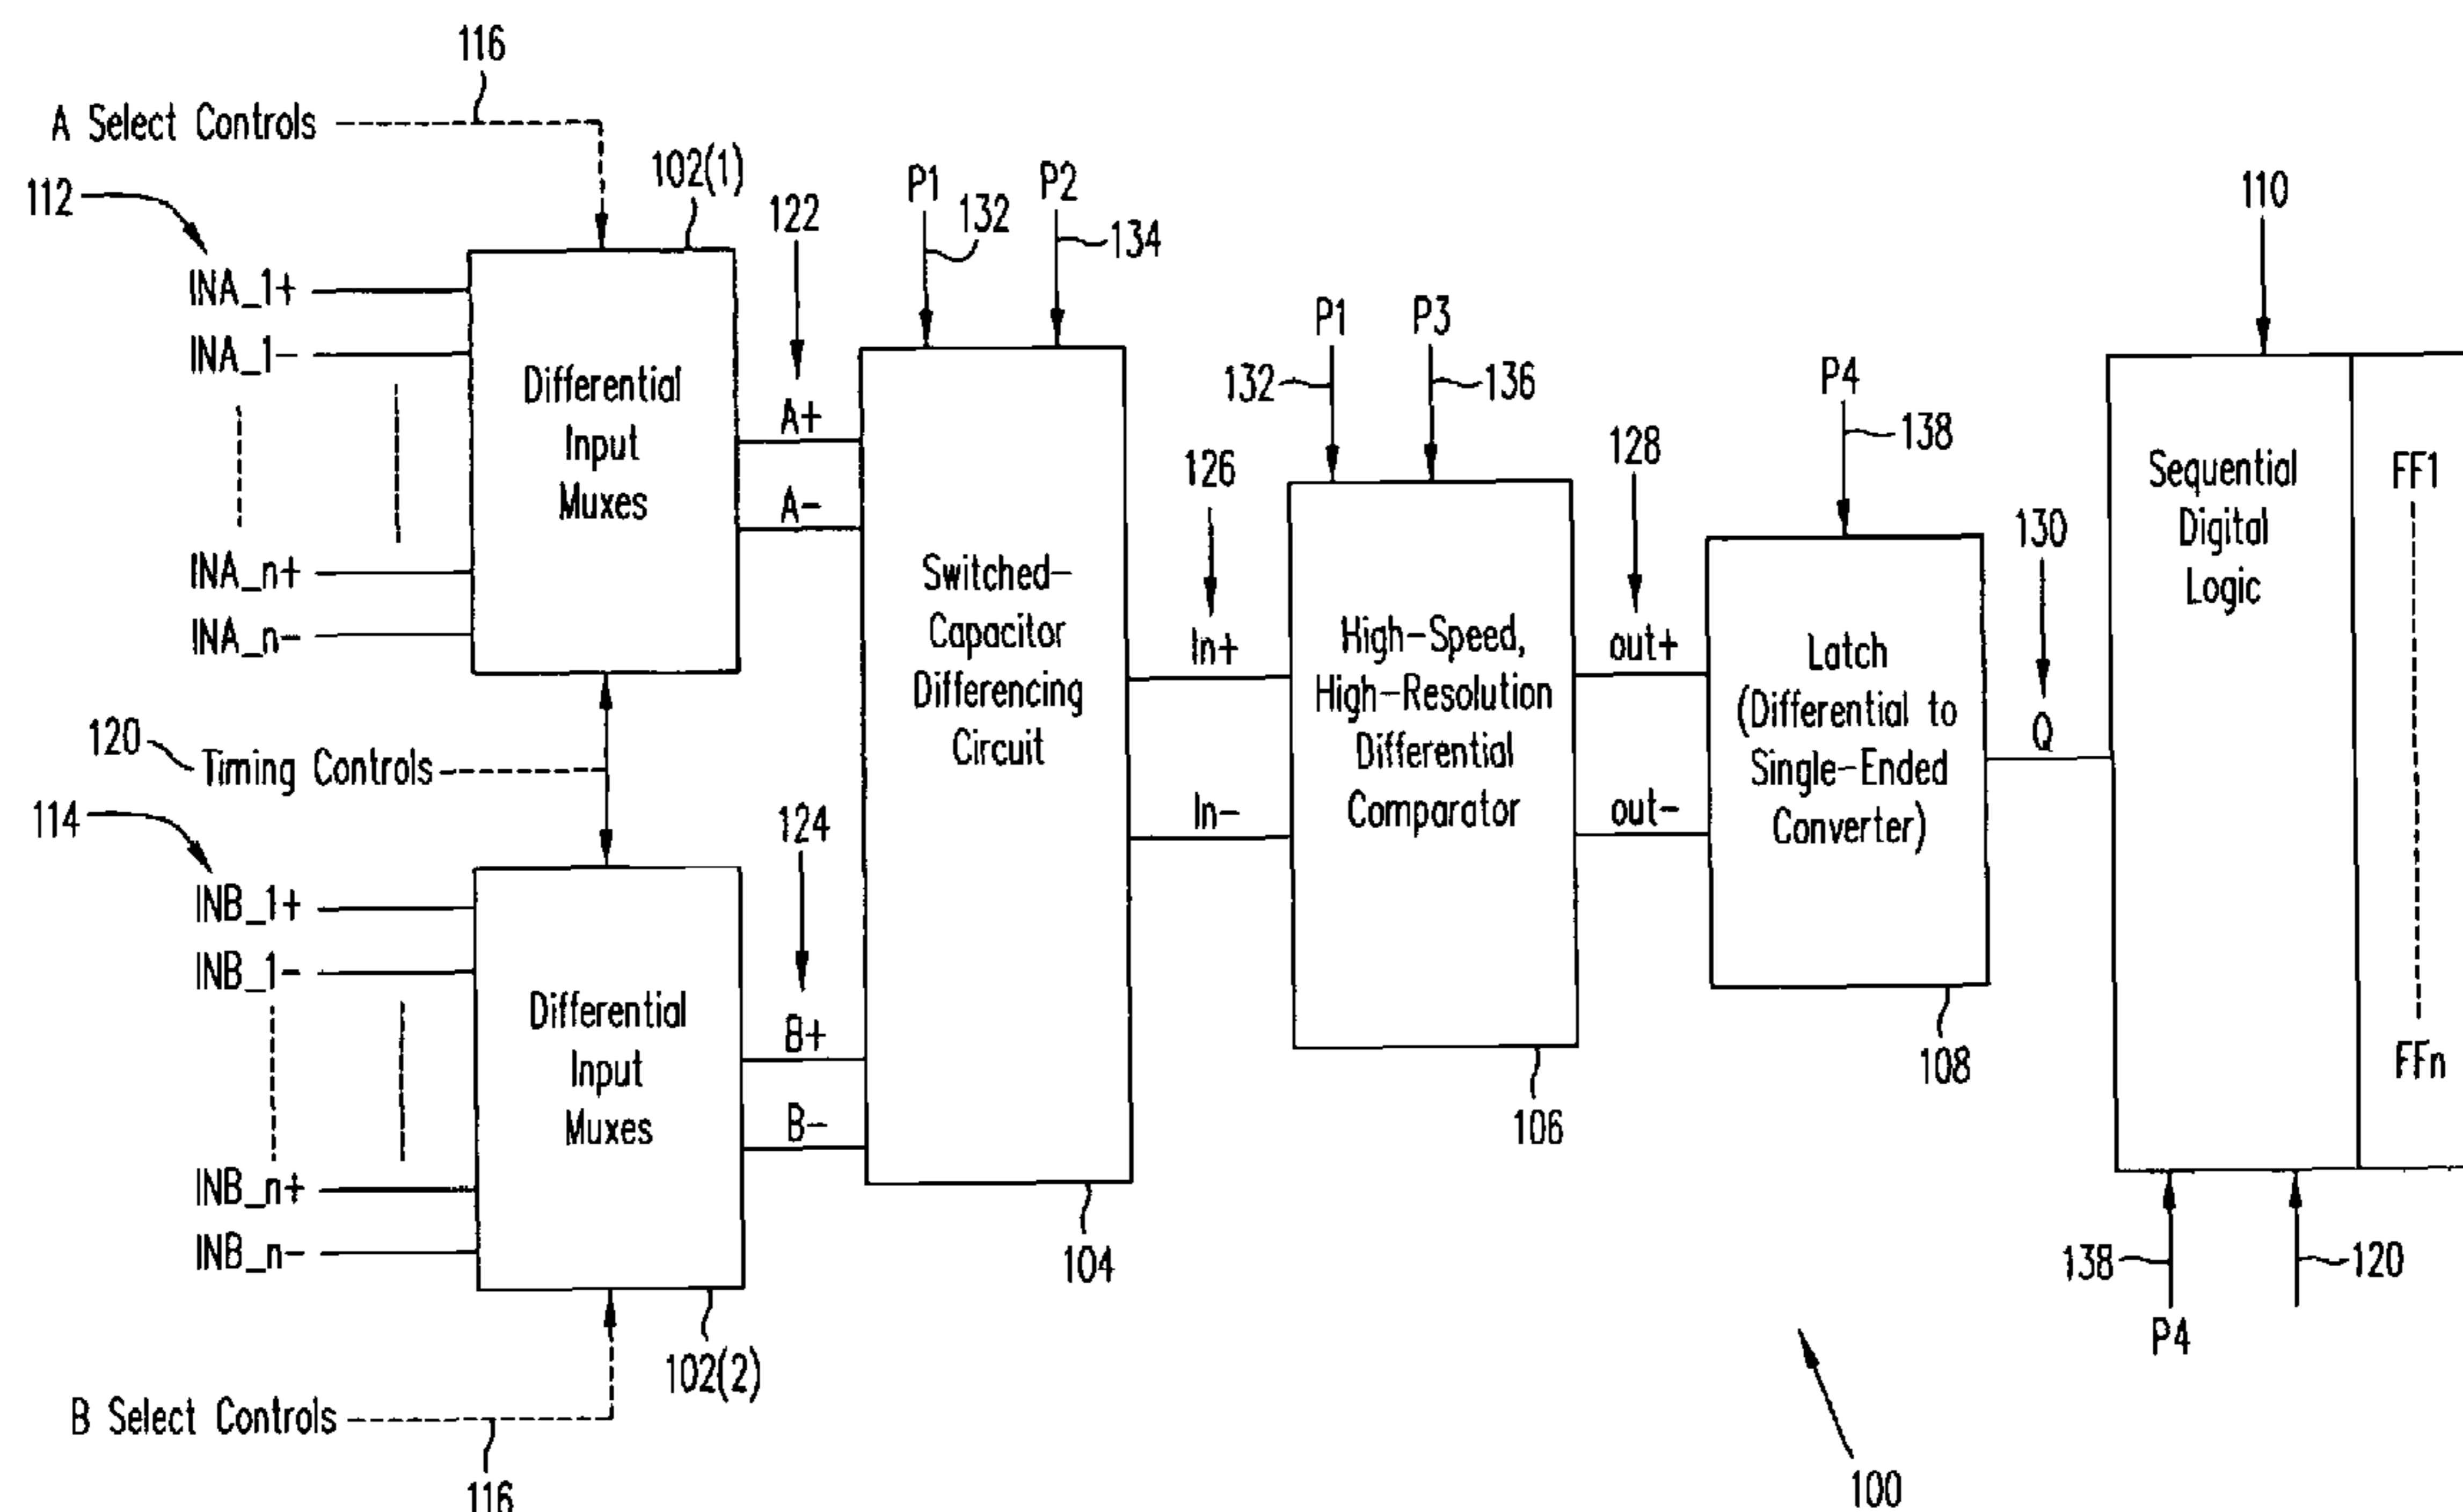 116
A Select Controls
112
102(1)
122
P1
132
P2
134
110
INA_1+
INA_1-
INA_n+
INA_n-
Differential
Input
Muxes
A+
A-
P1
132
P3
136
P4
138
126
128
130
Switched-
Capacitor
Differencing
Circuit
In+
In-
High-Speed,
High-Resolution
Differential
Comparator
out+
out-
Latch
(Differential to
Single-Ended
Converter)
Q
Sequential
Digital
Logic
FF1
FFn
120
Timing Controls
114
124
INB_1+
INB_1-
INB_n+
INB_n-
Differential
Input
Muxes
B+
B-
104
106
108
138
P4
120
102(2)
B Select Controls
116
100